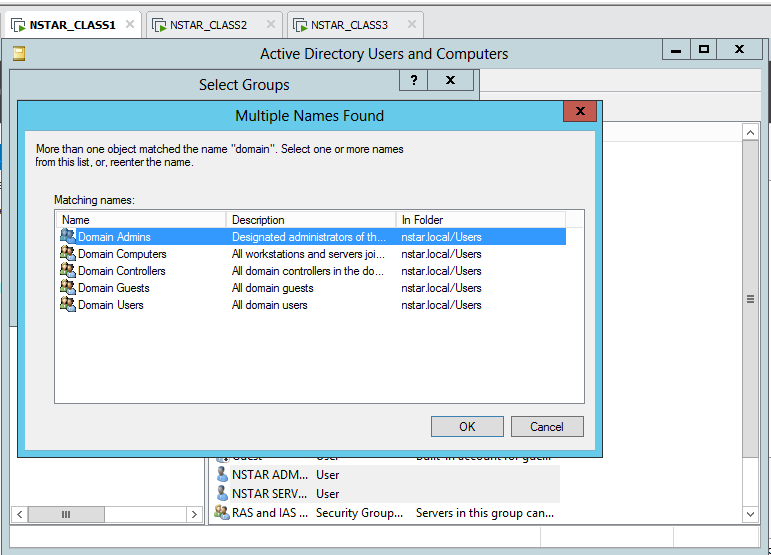 NSTAR_CLASS1 NSTAR_CLASS2 NSTAR_CLASS3
Active Directory Users and Computers
Select Groups ? X
Multiple Names Found
More than one object matched the name "domain". Select one or more names
from this list, or, reenter the name.
Matching names:
Name Description In Folder
Domain Admins Designated administrators of th... nstar.local/Users
Domain Computers All workstations and servers joi... nstar.local/Users
Domain Controllers All domain controllers in the do... nstar.local/Users
Domain Guests All domain guests nstar.local/Users
Domain Users All domain users nstar.local/Users
OK Cancel
Guest User Built-in account for gue...
NSTAR ADM... User
NSTAR SERV... User
RAS and IAS ... Security Group... Servers in this group can...